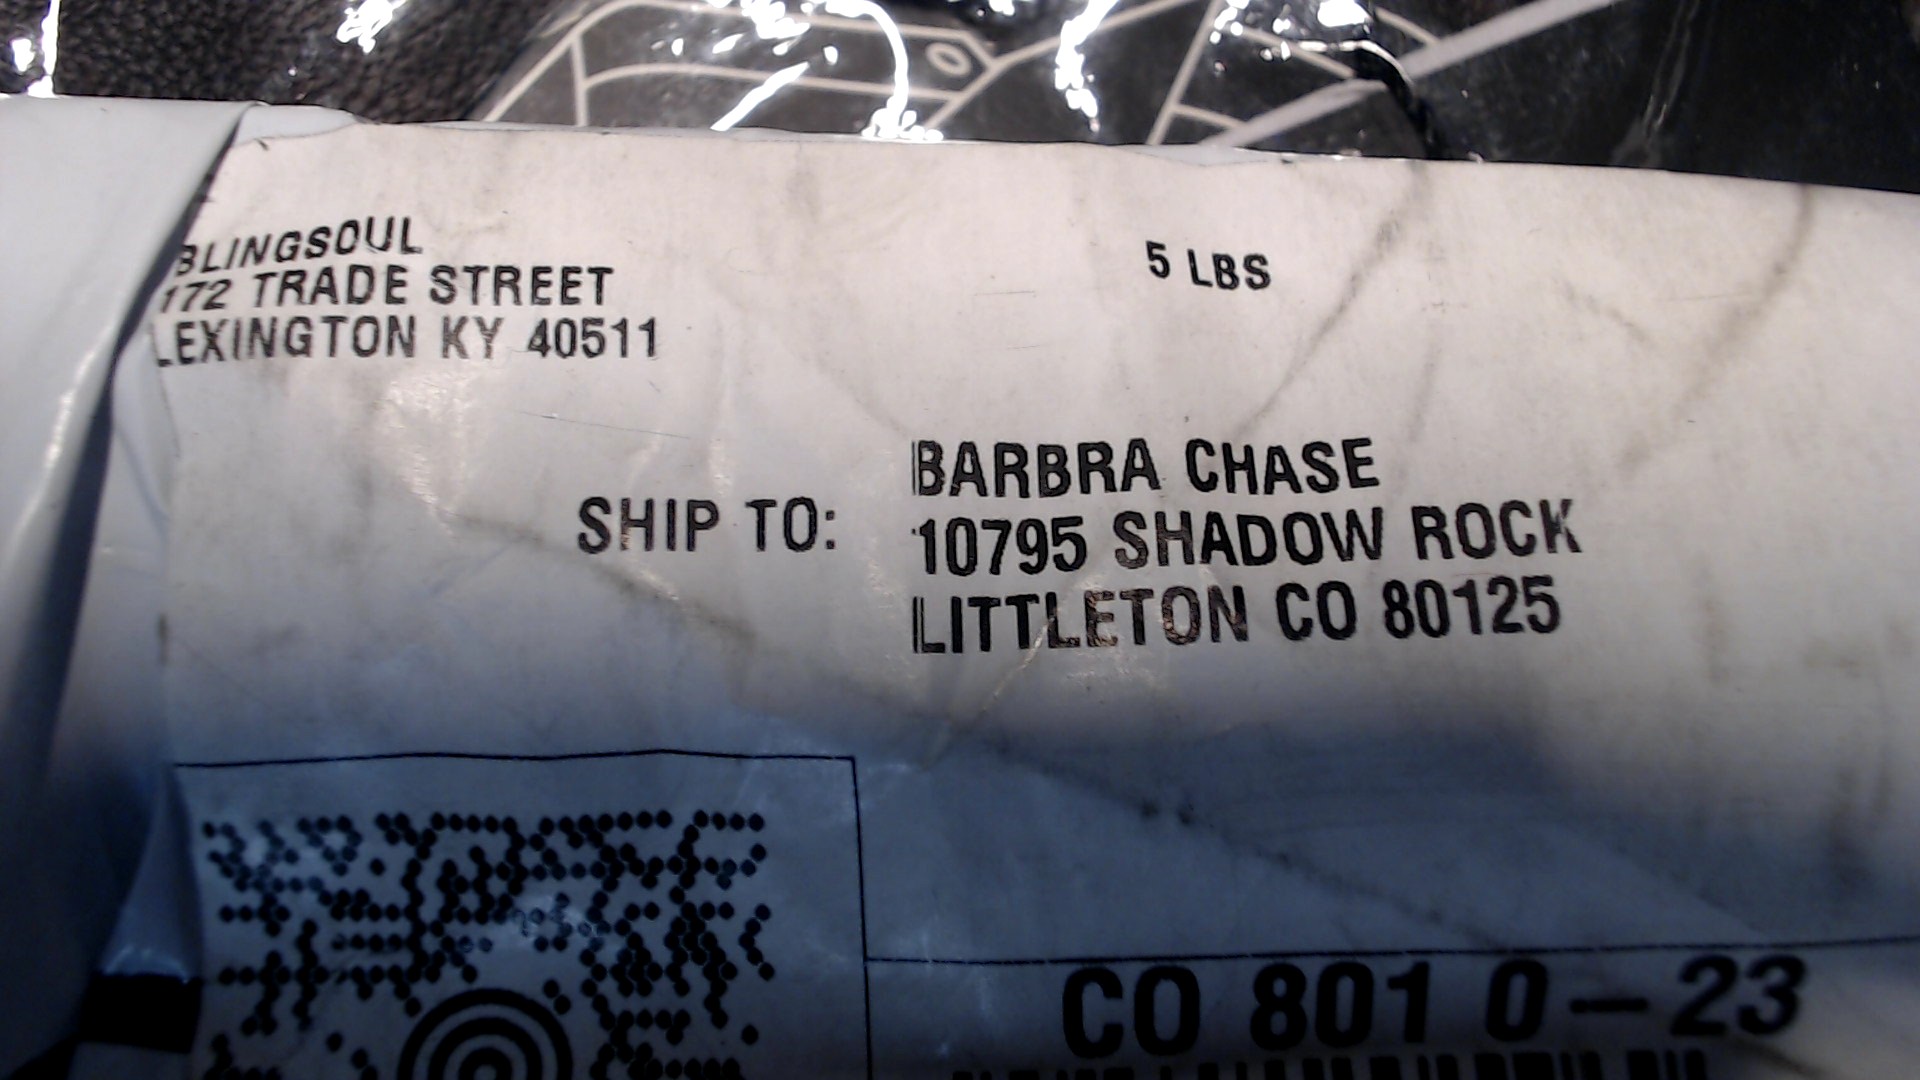 BLINGSOUL
172 TRADE STREET
LEXINGTON KY 40511
5 LBS
SHIP TO:
BARBRA CHASE
10795 SHADOW ROCK
LITTLETON CO 80125
CO 801 0-23